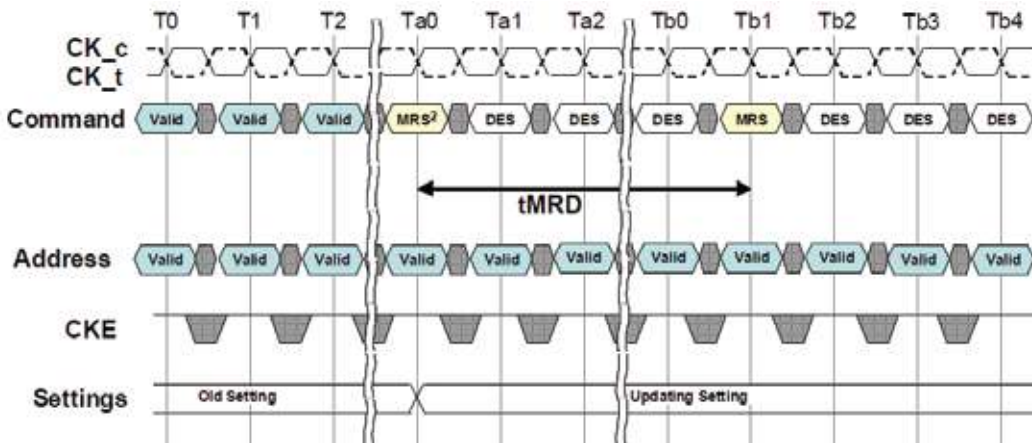 T0 T1 T2 Ta0 Ta1 Ta2 Tb0 Tb1 Tb2 Tb3 Tb4
CK_c
CK_t
Command Valid Valid Valid MRS² DES DES DES MRS DES DES DES
tMRD
Address Valid Valid Valid Valid Valid Valid Valid Valid Valid Valid Valid
CKE
Settings Old Setting Updating Setting